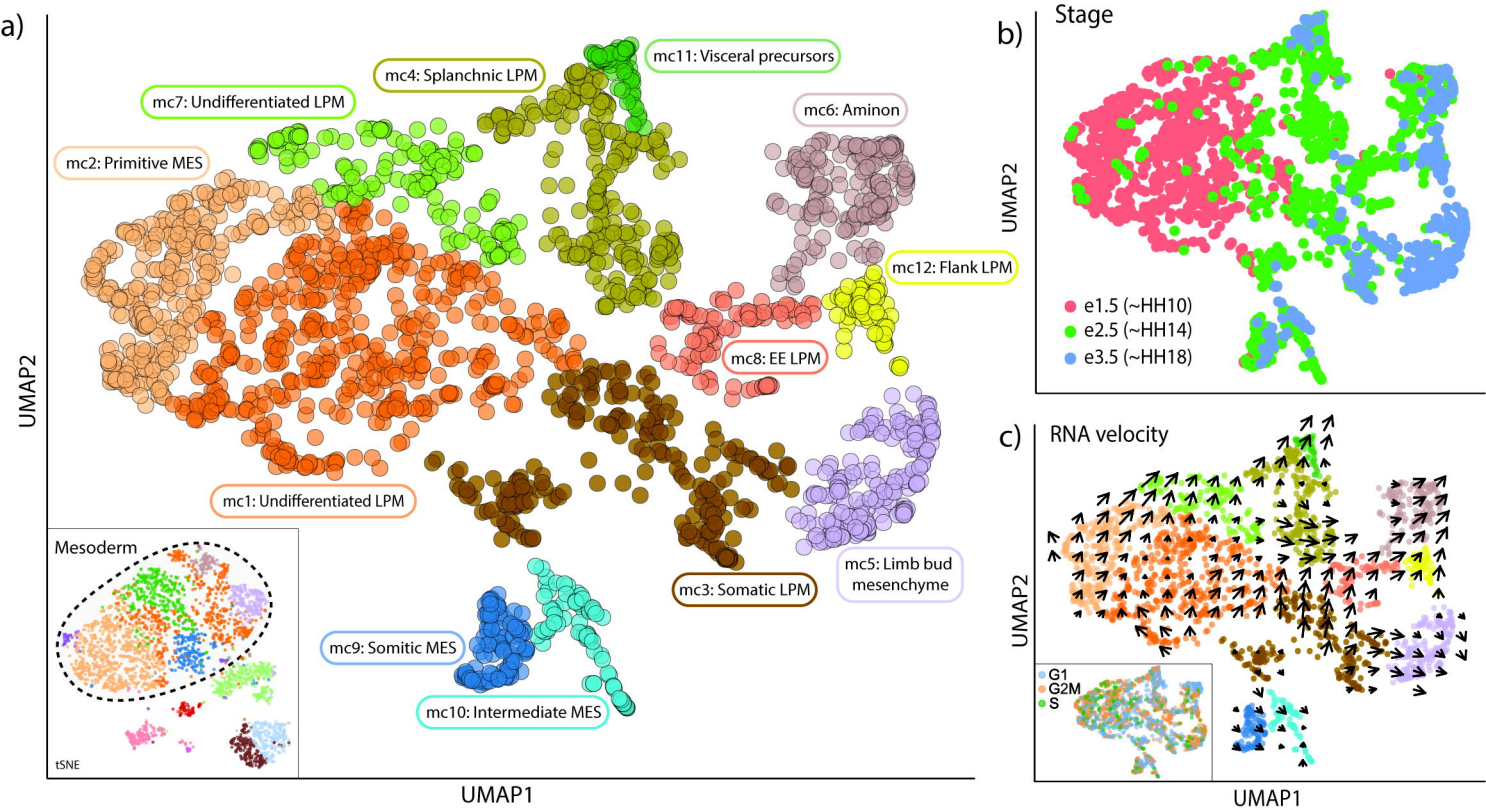 a)
mc11: Visceral precursors
mc4: Splanchnic LPM
mc7: Undifferentiated LPM
mc6: Aminon
mc2: Primitive MES
mc12: Flank LPM
mc8: EE LPM
mc1: Undifferentiated LPM
mc5: Limb bud
mesenchyme
mc3: Somatic LPM
mc9: Somitic MES
mc10: Intermediate MES
Mesoderm
tSNE
UMAP2
UMAP1
b)
Stage
e1.5 (~HH10)
e2.5 (~HH14)
e3.5 (~HH18)
UMAP2
c)
RNA velocity
G1
G2M
S
UMAP2
UMAP1